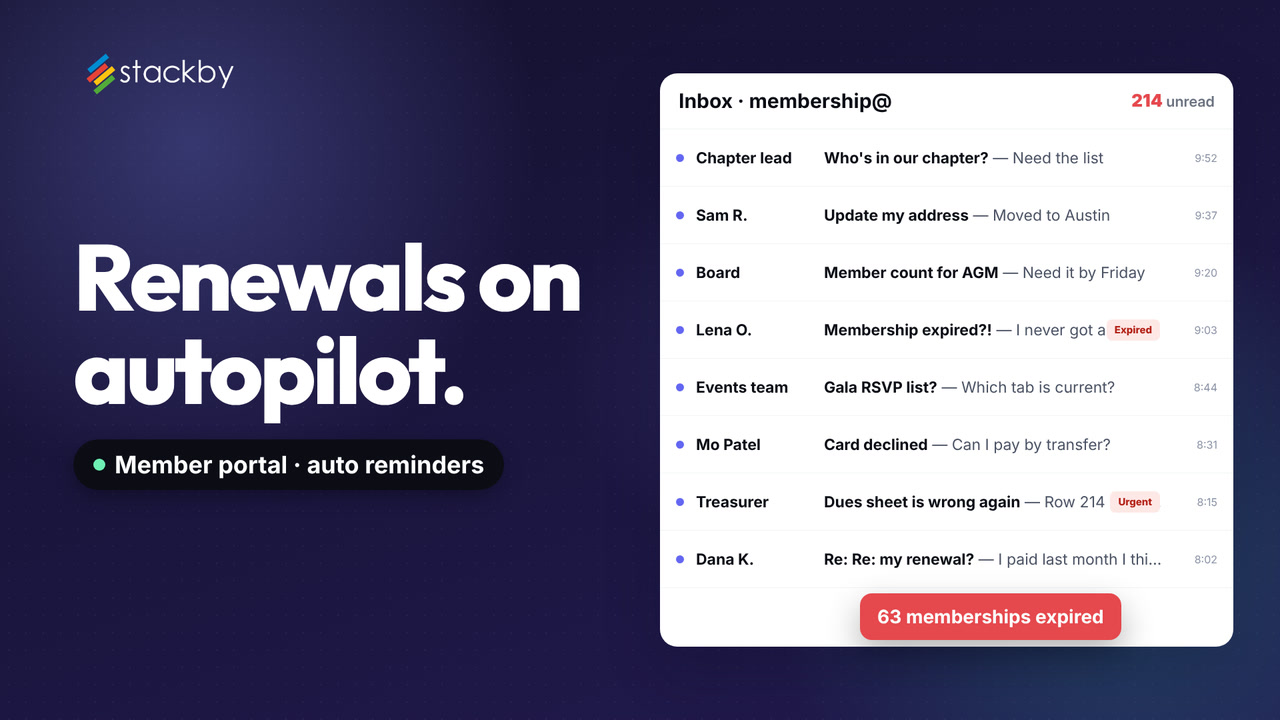 stackby
Renewals on
autopilot.
Member portal · auto reminders
Inbox · membership@ 214 unread
Chapter lead Who's in our chapter? — Need the list 9:52
Sam R. Update my address — Moved to Austin 9:37
Board Member count for AGM — Need it by Friday 9:20
Lena O. Membership expired?! — I never got a Expired 9:03
Events team Gala RSVP list? — Which tab is current? 8:44
Mo Patel Card declined — Can I pay by transfer? 8:31
Treasurer Dues sheet is wrong again — Row 214 Urgent 8:15
Dana K. Re: Re: my renewal? — I paid last month I thi... 8:02
63 memberships expired